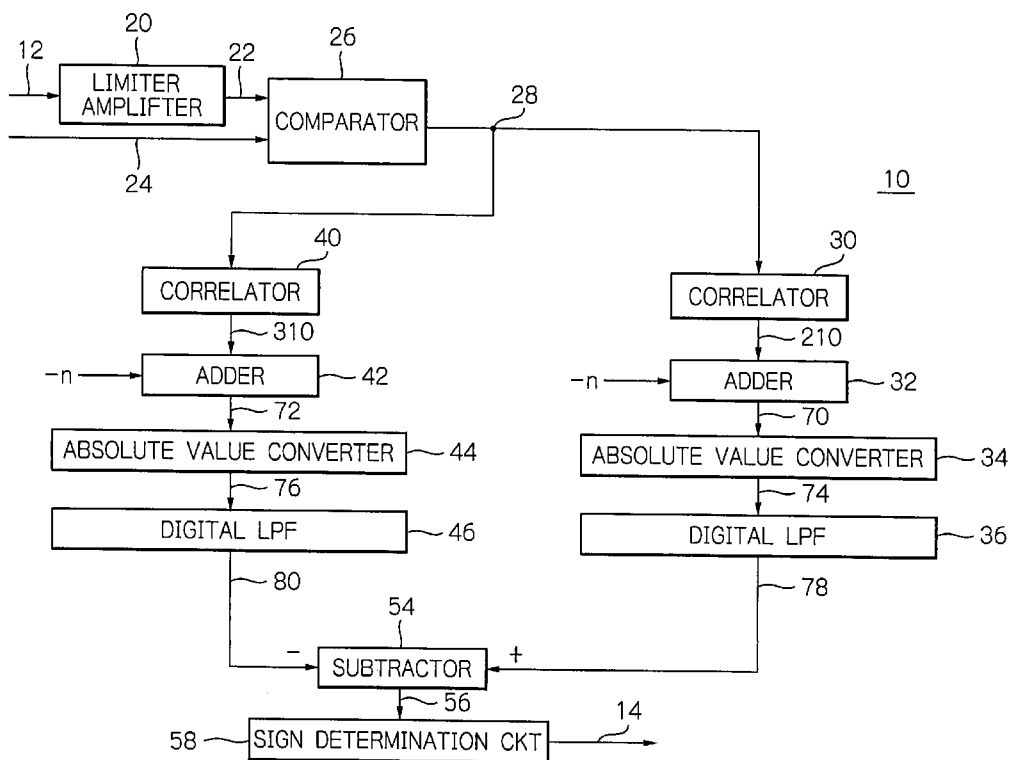 20
26
12
22
LIMITER
AMPLIFTER
COMPARATOR
28
24
10
40
30
CORRELATOR
CORRELATOR
310
210
-n
ADDER
42
-n
ADDER
32
72
70
ABSOLUTE VALUE CONVERTER
44
ABSOLUTE VALUE CONVERTER
34
76
74
DIGITAL LPF
46
DIGITAL LPF
36
80
78
54
-
SUBTRACTOR
+
56
14
58
SIGN DETERMINATION CKT